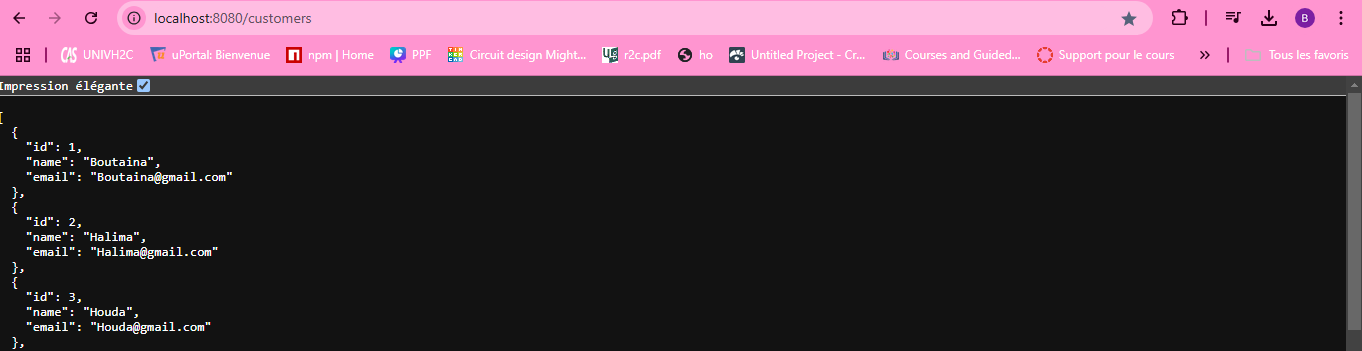 localhost:8080/customers
B
UNIVH2C
uPortal: Bienvenue
npm | Home
PPF
Circuit design Might...
r2c.pdf
ho
Untitled Project - Cr...
Courses and Guided...
Support pour le cours
»
Tous les favoris
Impression élégante
[
{
"id": 1,
"name": "Boutaina",
"email": "Boutaina@gmail.com"
},
{
"id": 2,
"name": "Halima",
"email": "Halima@gmail.com"
},
{
"id": 3,
"name": "Houda",
"email": "Houda@gmail.com"
},